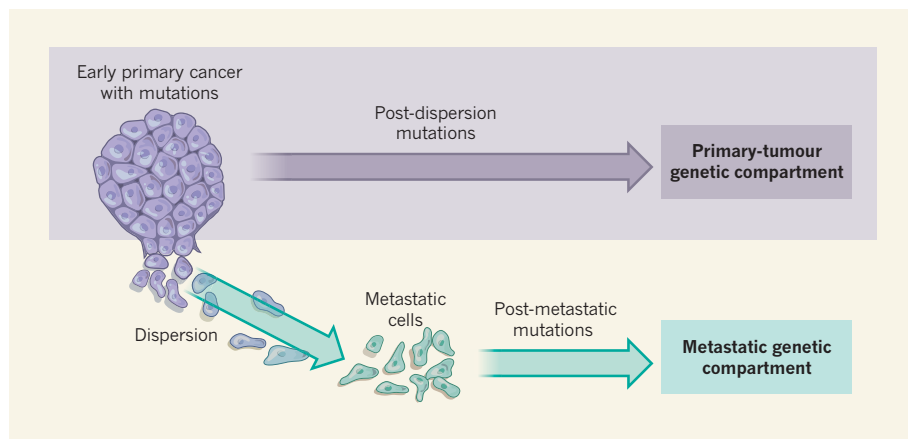 Early primary cancer
with mutations
Post-dispersion
mutations
Primary-tumour
genetic compartment
Dispersion
Metastatic
cells
Post-metastatic
mutations
Metastatic genetic
compartment